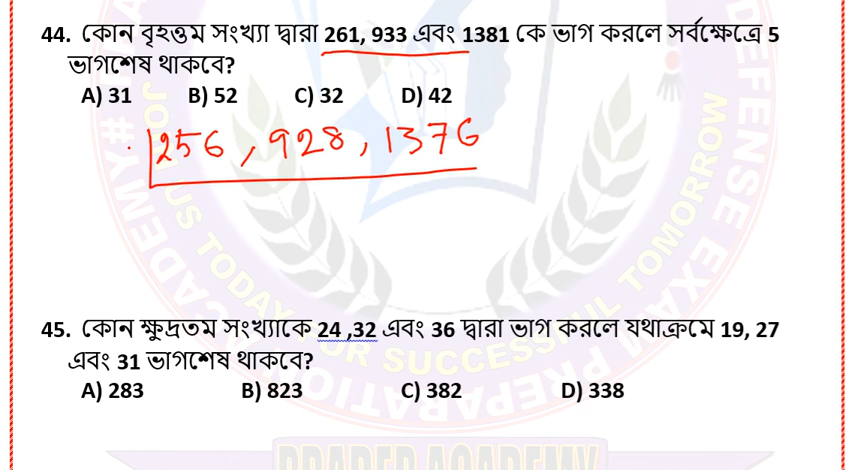 44. কোন বৃহত্তম সংখ্যা দ্বারা 261, 933 এবং 1381 কে ভাগ করলে সর্বক্ষেত্রে 5
ভাগশেষ থাকবে?
A) 31 B) 52 C) 32 D) 42
256, 928, 1376
45. কোন ক্ষুদ্রতম সংখ্যাকে 24 ,32 এবং 36 দ্বারা ভাগ করলে যথাক্রমে 19, 27
এবং 31 ভাগশেষ থাকবে?
A) 283 B) 823 C) 382 D) 338